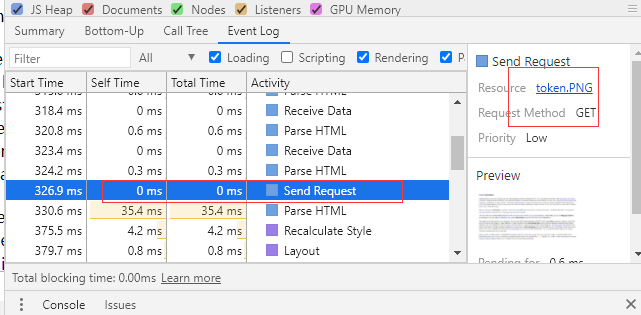 JS Heap Documents Nodes Listeners GPU Memory
Summary Bottom-Up Call Tree Event Log
Filter All Loading Scripting Rendering
Start Time Self Time Total Time Activity
318.4 ms 0 ms 0 ms Receive Data
320.8 ms 0.6 ms 0.6 ms Parse HTML
323.4 ms 0 ms 0 ms Receive Data
324.2 ms 0.3 ms 0.3 ms Parse HTML
326.9 ms 0 ms 0 ms Send Request
330.6 ms 35.4 ms 35.4 ms Parse HTML
375.5 ms 4.2 ms 4.2 ms Recalculate Style
379.7 ms 0.8 ms 0.8 ms Layout
Send Request
Resource token.PNG
Request Method GET
Priority Low
Preview
Total blocking time: 0.00ms Learn more
Console Issues